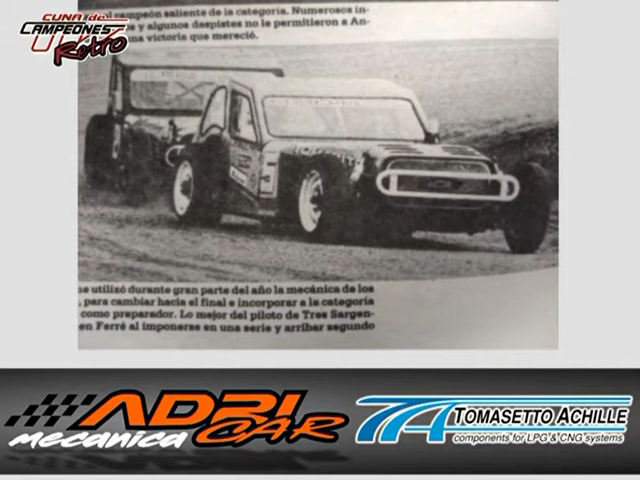 CUNA de
CAMPEONES
Retro
campeón saliente de la categoría. Numerosos in-
s y algunos despistes no le permitieron a An-
una victoria que mereció.
utilizó durante gran parte del año la mecánica de los
, para cambiar hacia el final e incorporar a la categoría
como preparador. Lo mejor del piloto de Tres Sargen-
en Ferré al imponerse en una serie y arribar segundo
ADRI
mecanica CAR
TA TOMASETTO ACHILLE
components for LPG & CNG systems